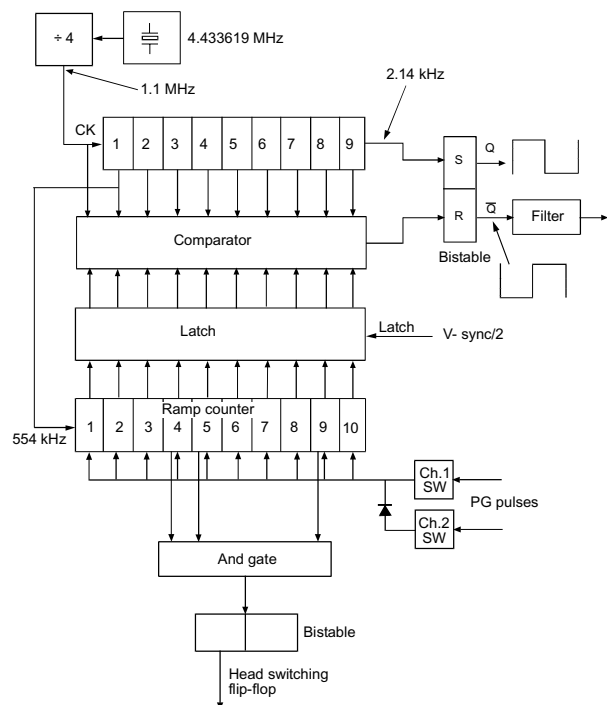 ÷ 4
4.433619 MHz
1.1 MHz
2.14 kHz
CK
1 2 3 4 5 6 7 8 9
S
Q
R
Q̅
Filter
Comparator
Bistable
Latch
Latch
V- sync/2
Ramp counter
1 2 3 4 5 6 7 8 9 10
554 kHz
Ch.1
SW
PG pulses
Ch.2
SW
And gate
Bistable
Head switching
flip-flop